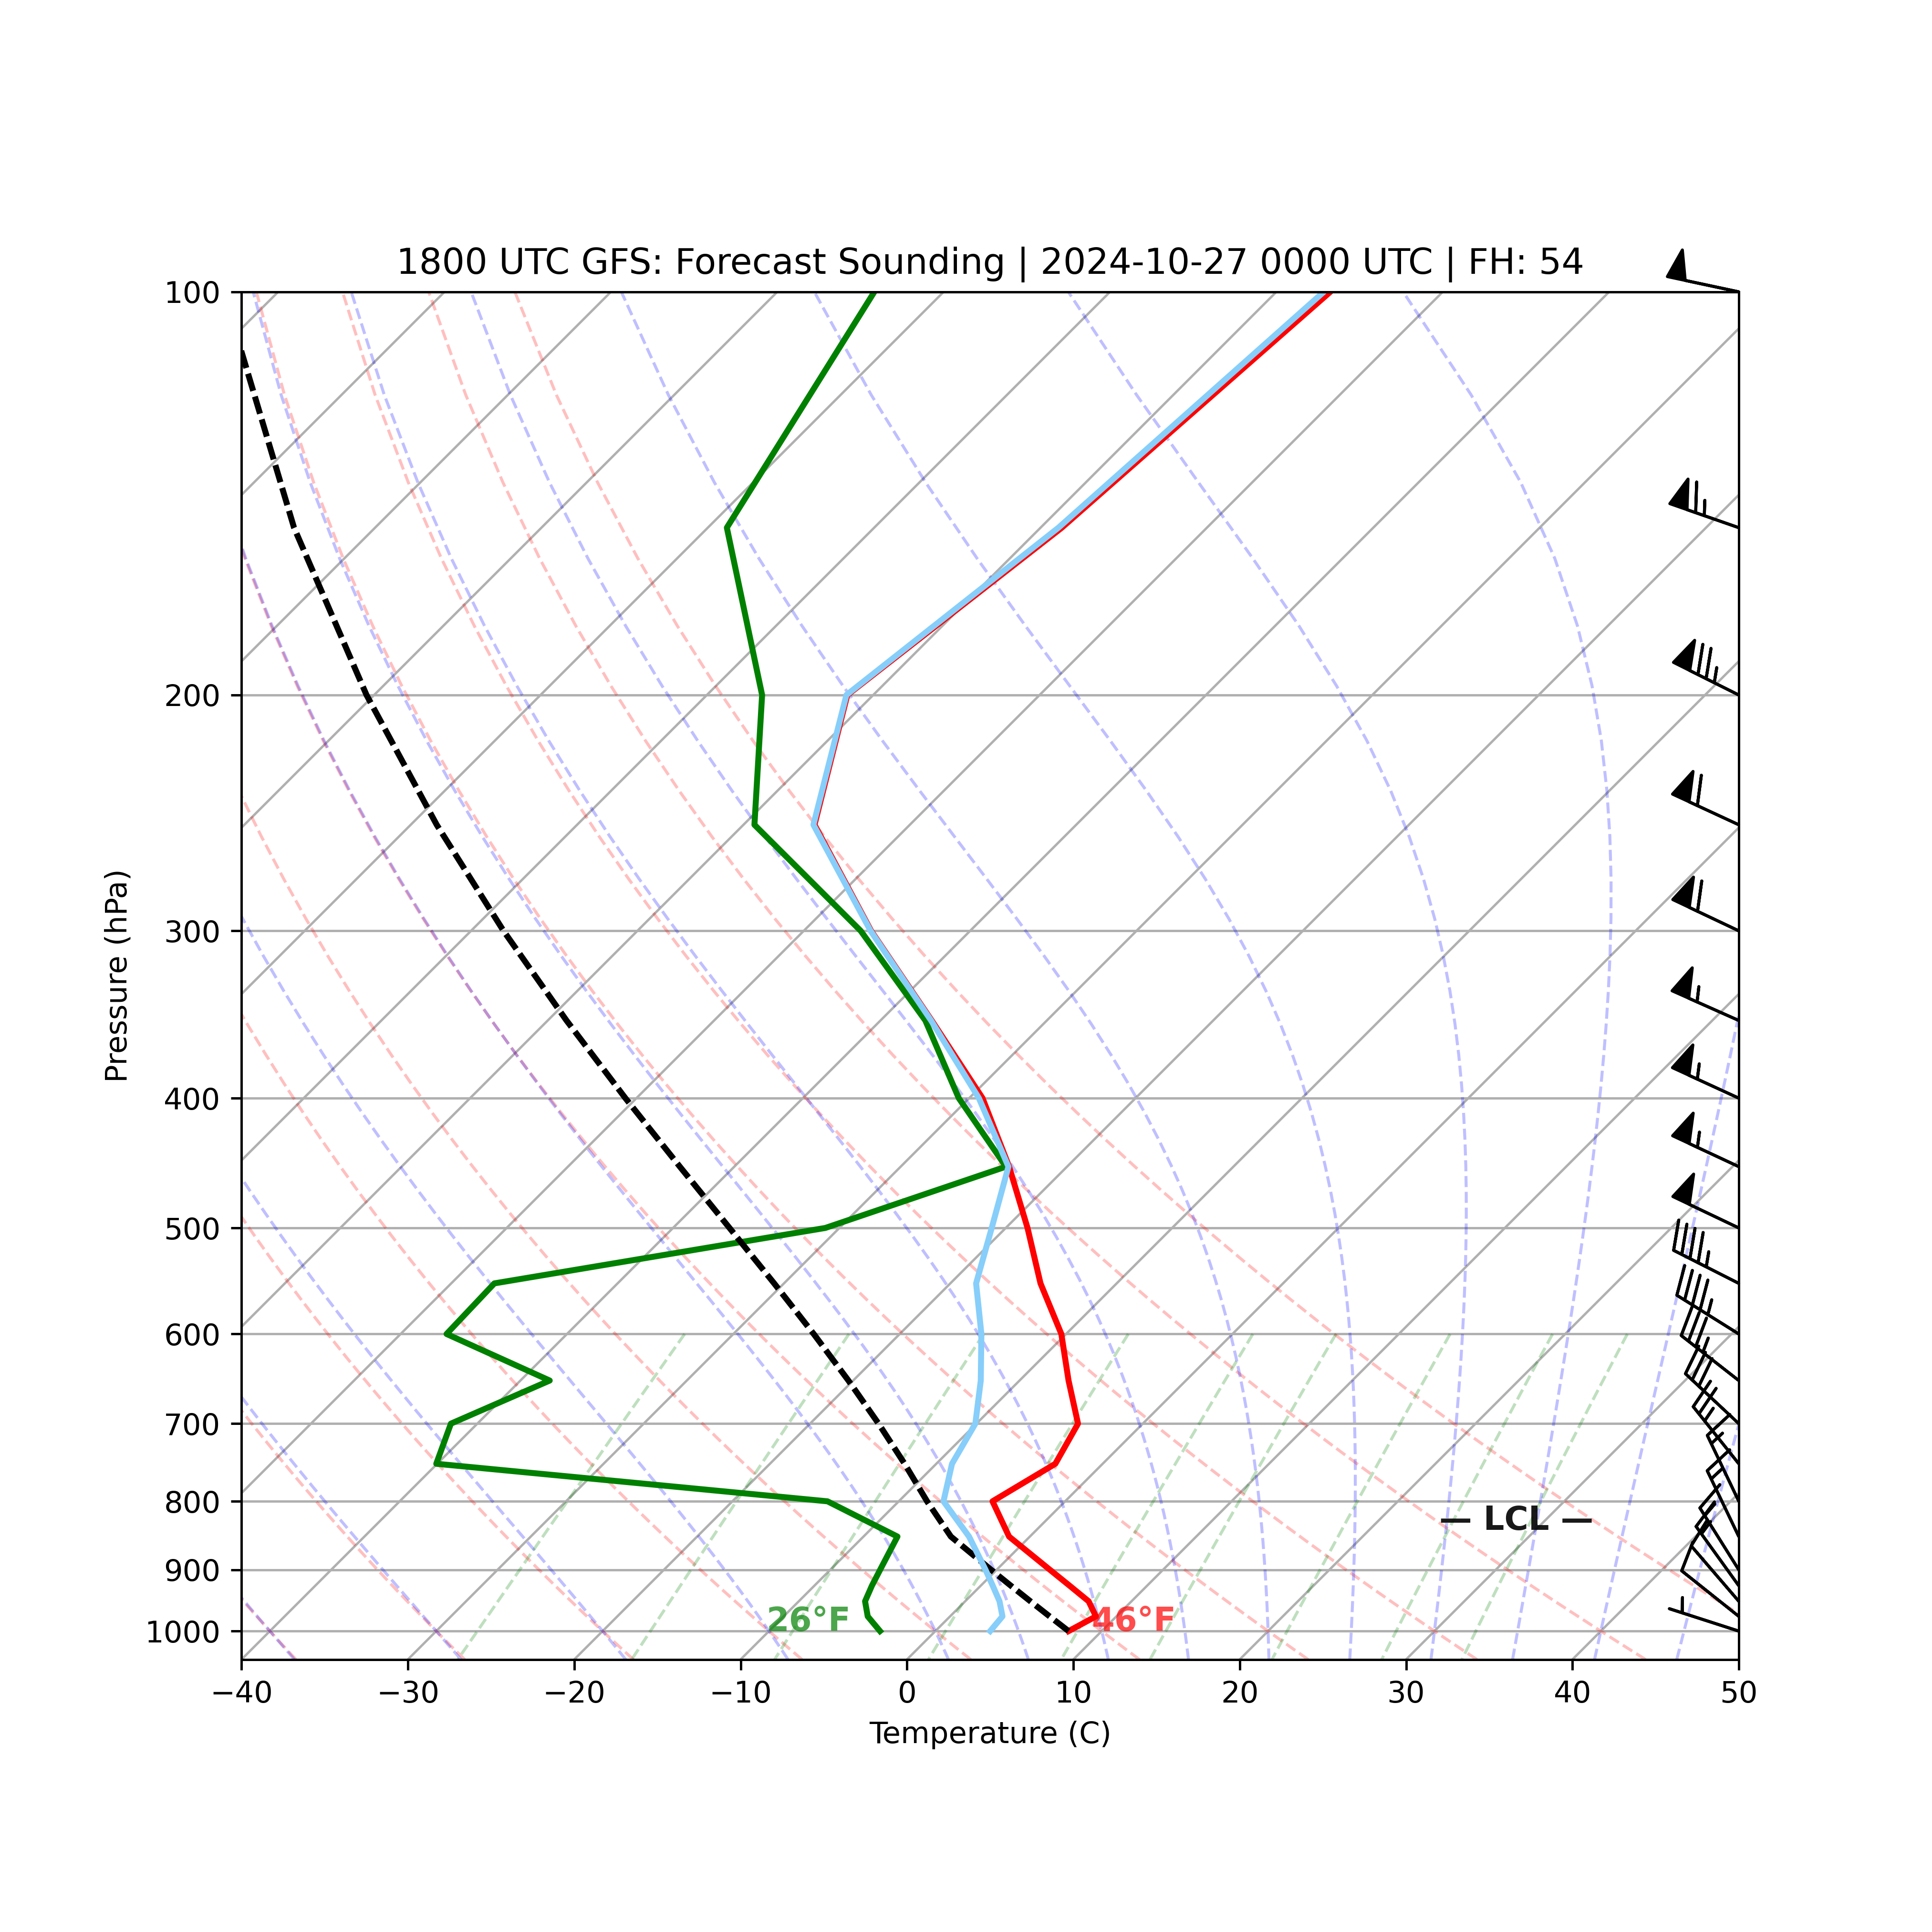 1800 UTC GFS: Forecast Sounding | 2024-10-27 0000 UTC | FH: 54
100
200
300
400
500
600
700
800
900
1000
Pressure (hPa)
— LCL —
26°F
46°F
−40 −30 −20 −10 0 10 20 30 40 50
Temperature (C)